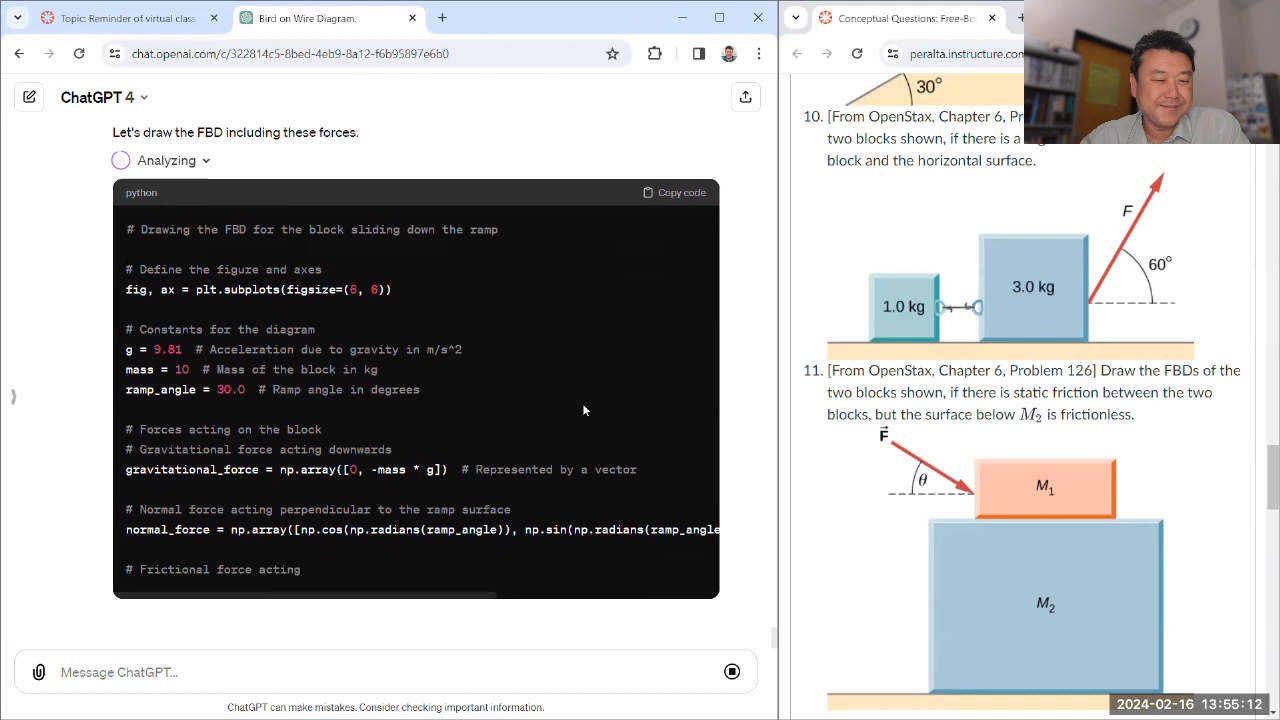 Topic: Reminder of virtual class
Bird on Wire Diagram.
chat.openai.com/c/322814c5-8bed-4eb9-8a12-f6b95897e6b0
ChatGPT 4
Let's draw the FBD including these forces.
Analyzing
python
Copy code
# Drawing the FBD for the block sliding down the ramp
# Define the figure and axes
fig, ax = plt.subplots(figsize=(6, 6))
# Constants for the diagram
g = 9.81 # Acceleration due to gravity in m/s^2
mass = 10 # Mass of the block in kg
ramp_angle = 30.0 # Ramp angle in degrees
# Forces acting on the block
# Gravitational force acting downwards
gravitational_force = np.array([0, -mass * g]) # Represented by a vector
# Normal force acting perpendicular to the ramp surface
normal_force = np.array([np.cos(np.radians(ramp_angle)), np.sin(np.radians(ramp_angle
# Frictional force acting
Message ChatGPT...
ChatGPT can make mistakes. Consider checking important information.
Conceptual Questions: Free-Bo
peralta.instructure.com
30°
10. [From OpenStax, Chapter 6, Pr
two blocks shown, if there is a
block and the horizontal surface.
F
60°
1.0 kg
3.0 kg
11. [From OpenStax, Chapter 6, Problem 126] Draw the FBDs of the
two blocks shown, if there is static friction between the two
blocks, but the surface below M₂ is frictionless.
F⃗
θ
M₁
M₂
2024-02-16 13:55:12